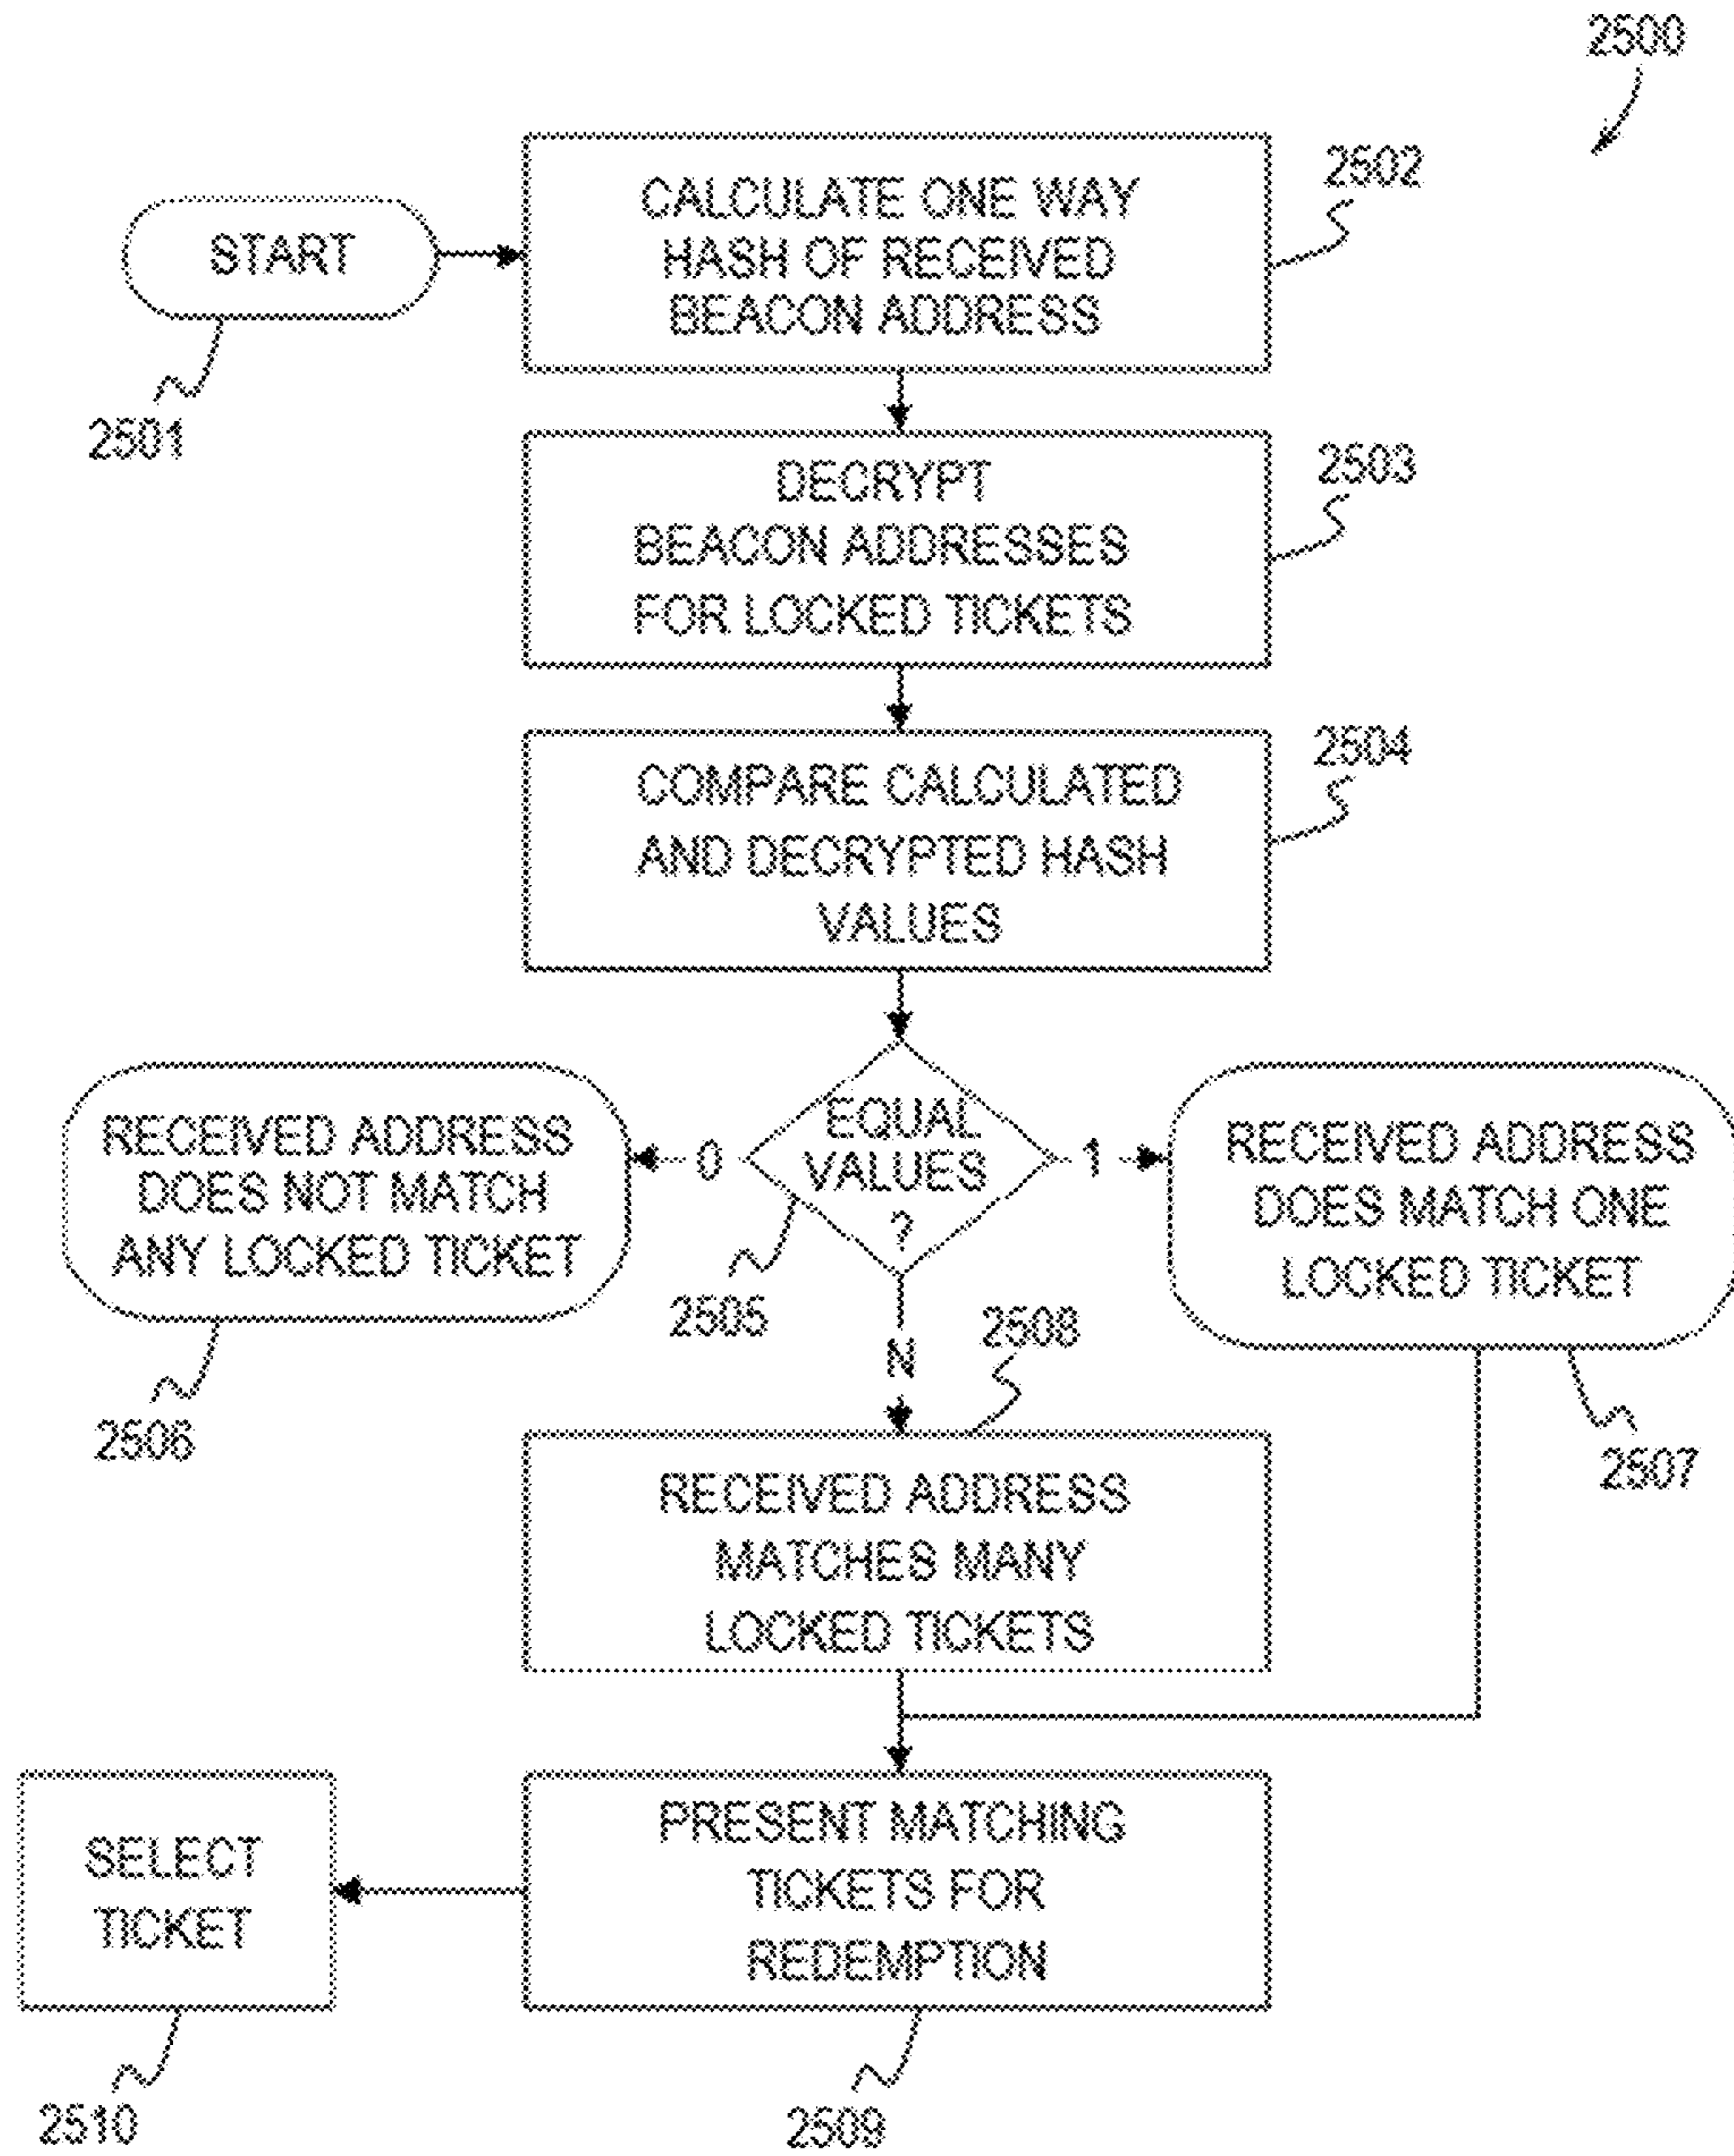 2500
START
2501
CALCULATE ONE WAY
HASH OF RECEIVED
BEACON ADDRESS
2502
DECRYPT
BEACON ADDRESSES
FOR LOCKED TICKETS
2503
COMPARE CALCULATED
AND DECRYPTED HASH
VALUES
2504
EQUAL
VALUES
?
2505
0
RECEIVED ADDRESS
DOES NOT MATCH
ANY LOCKED TICKET
2506
1
RECEIVED ADDRESS
DOES MATCH ONE
LOCKED TICKET
2507
N
2508
RECEIVED ADDRESS
MATCHES MANY
LOCKED TICKETS
PRESENT MATCHING
TICKETS FOR
REDEMPTION
2509
SELECT
TICKET
2510